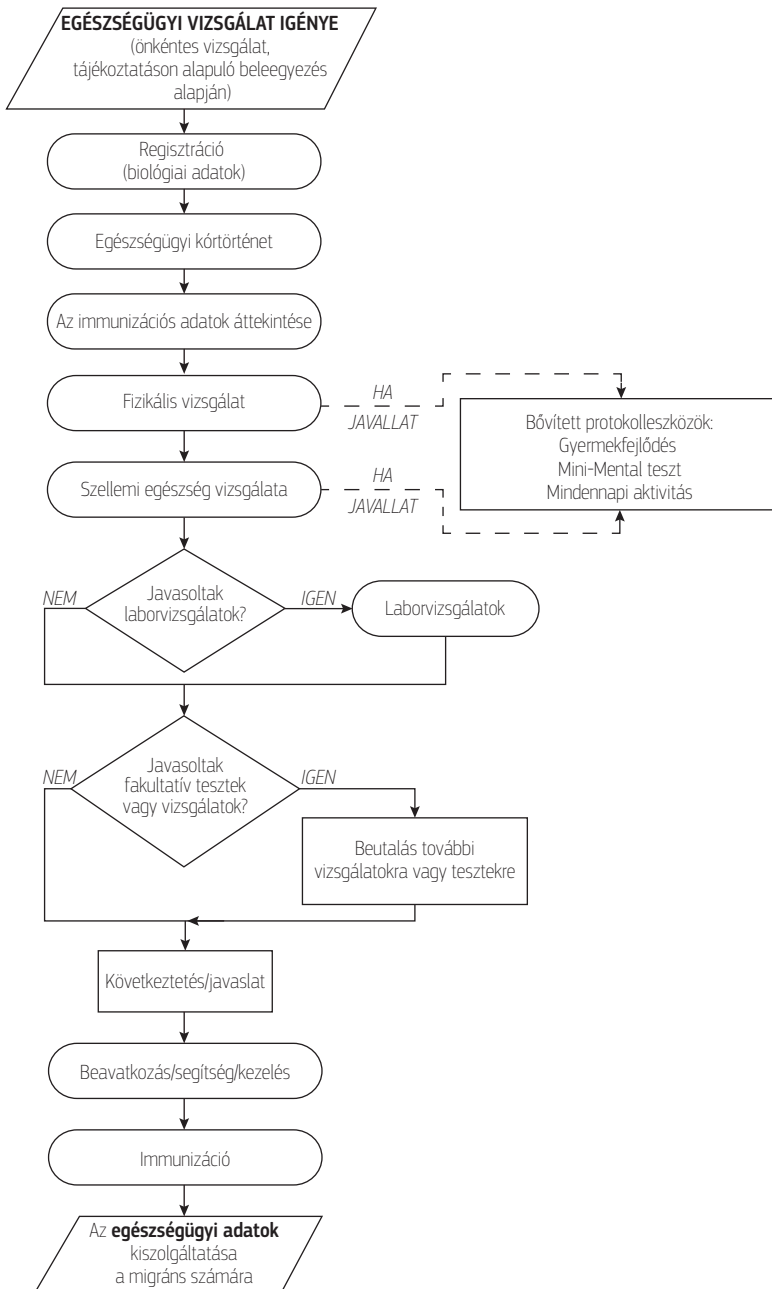 EGÉSZSÉGÜGYI VIZSGÁLAT IGÉNYE
(önkéntes vizsgálat,
tájékoztatáson alapuló beleegyezés
alapján)
Regisztráció
(biológiai adatok)
Egészségügyi kórtörténet
Az immunizációs adatok áttekintése
Fizikális vizsgálat
HA
JAVALLAT
Bővített protokolleszközök:
Gyermekfejlődés
Mini-Mental teszt
Mindennapi aktivitás
Szellemi egészség vizsgálata
HA
JAVALLAT
NEM
Javasoltak
laborvizsgálatok?
IGEN
Laborvizsgálatok
NEM
Javasoltak
fakultatív tesztek
vagy vizsgálatok?
IGEN
Beutalás további
vizsgálatokra vagy tesztekre
Következtetés/javaslat
Beavatkozás/segítség/kezelés
Immunizáció
Az egészségügyi adatok
kiszolgáltatása
a migráns számára